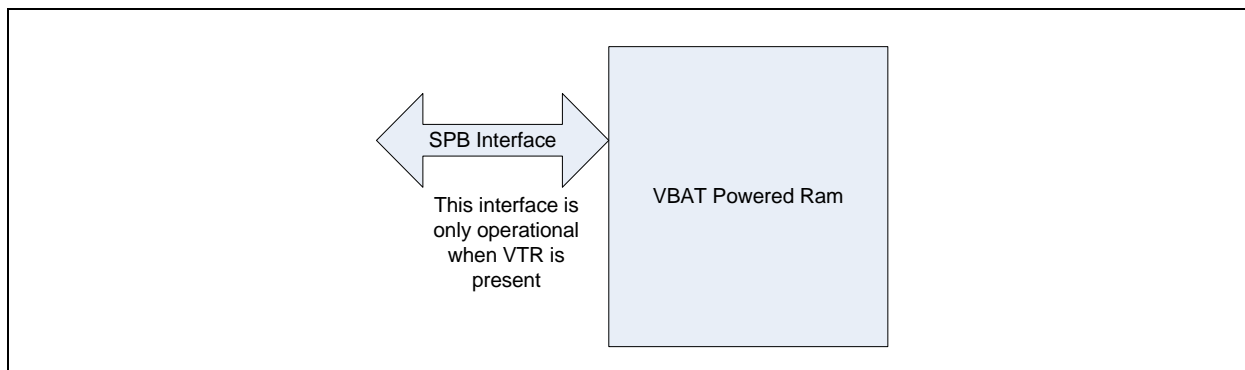 SPB Interface
This interface is
only operational
when VTR is
present
VBAT Powered Ram